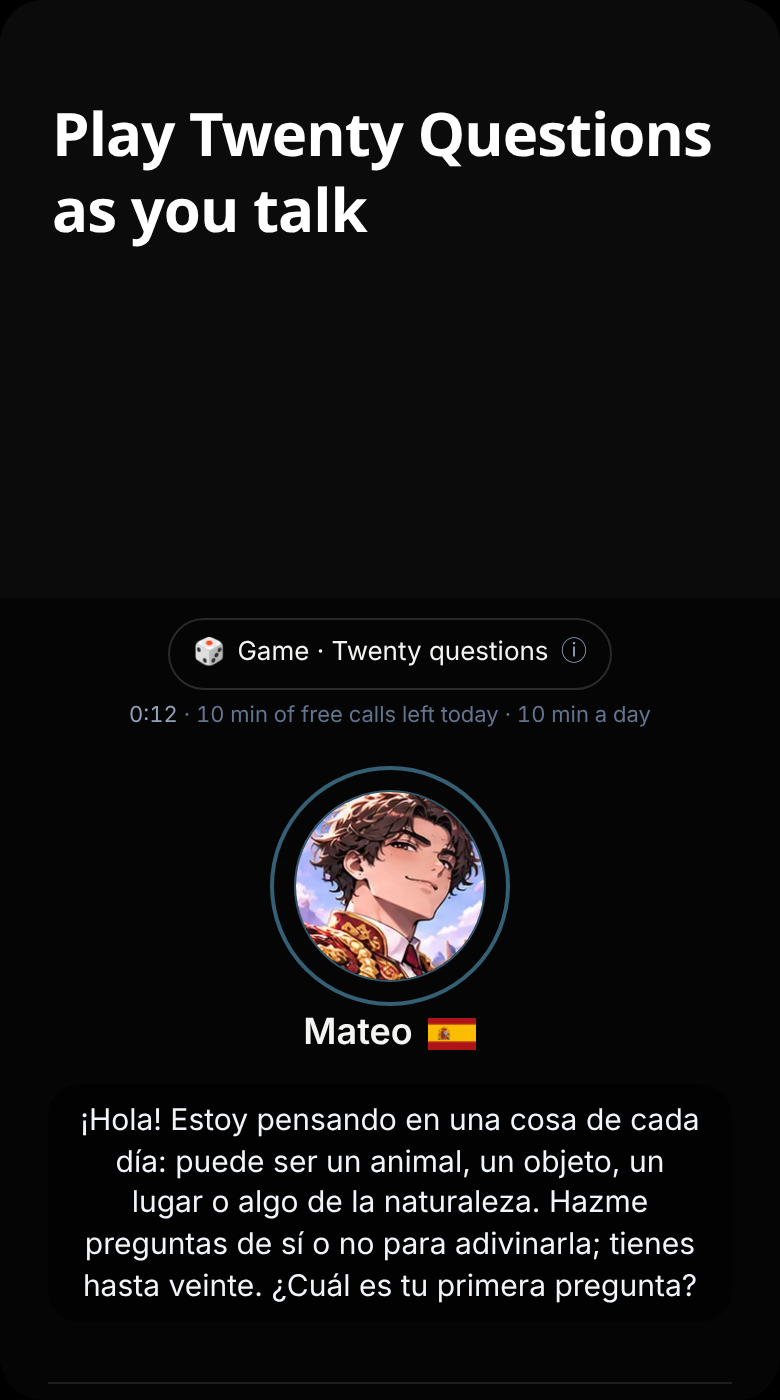 Play Twenty Questions
as you talk
Game · Twenty questions ⓘ
0:12 · 10 min of free calls left today · 10 min a day
Mateo
¡Hola! Estoy pensando en una cosa de cada
día: puede ser un animal, un objeto, un
lugar o algo de la naturaleza. Hazme
preguntas de sí o no para adivinarla; tienes
hasta veinte. ¿Cuál es tu primera pregunta?